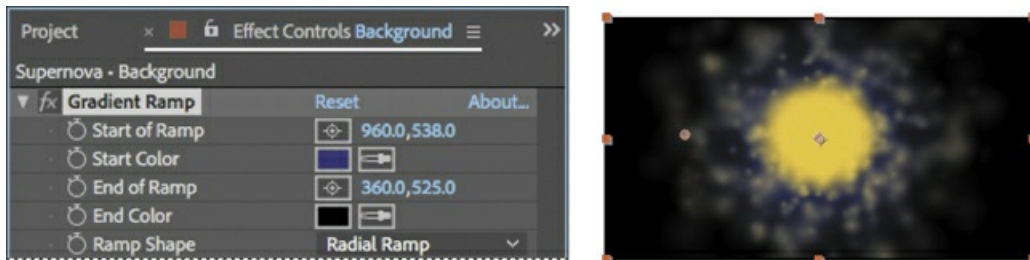 Project × Effect Controls Background ≡ »
Supernova • Background
fx Gradient Ramp Reset About...
Start of Ramp 960.0,538.0
Start Color
End of Ramp 360.0,525.0
End Color
Ramp Shape Radial Ramp